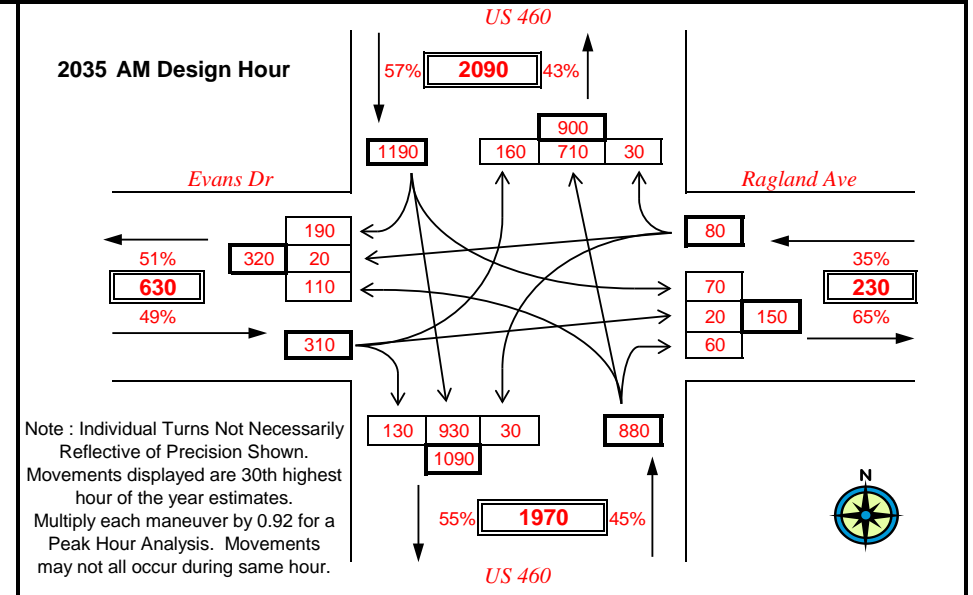 US 460
2035 AM Design Hour
57% 2090 43%
900
1190 160 710 30
Evans Dr Ragland Ave
190 80
51% 320 20 35%
630 110 70 230
49% 20 150 65%
310 60
130 930 30 880
1090
Note : Individual Turns Not Necessarily
Reflective of Precision Shown.
Movements displayed are 30th highest
hour of the year estimates.
Multiply each maneuver by 0.92 for a
Peak Hour Analysis. Movements
may not all occur during same hour.
N
55% 1970 45%
US 460